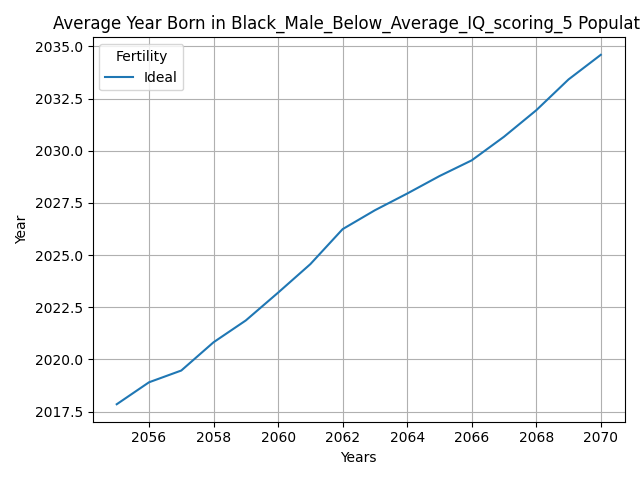 Average Year Born in Black_Male_Below_Average_IQ_scoring_5 Populat
Fertility
Ideal
2035.0
2032.5
2030.0
2027.5
2025.0
2022.5
2020.0
2017.5
Year
2056 2058 2060 2062 2064 2066 2068 2070
Years